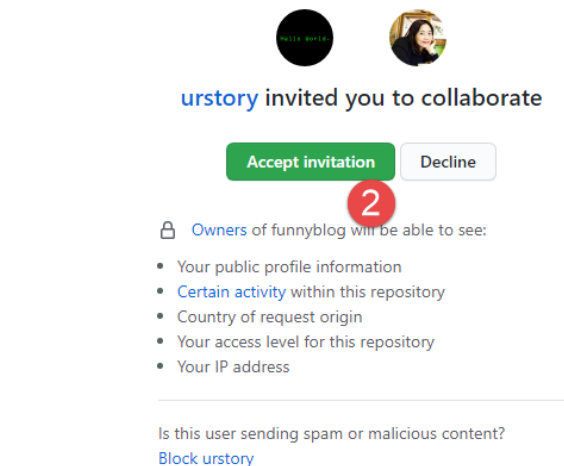 Hello World-
urstory invited you to collaborate
Accept invitation Decline
2
Owners of funnyblog will be able to see:
• Your public profile information
• Certain activity within this repository
• Country of request origin
• Your access level for this repository
• Your IP address
Is this user sending spam or malicious content?
Block urstory